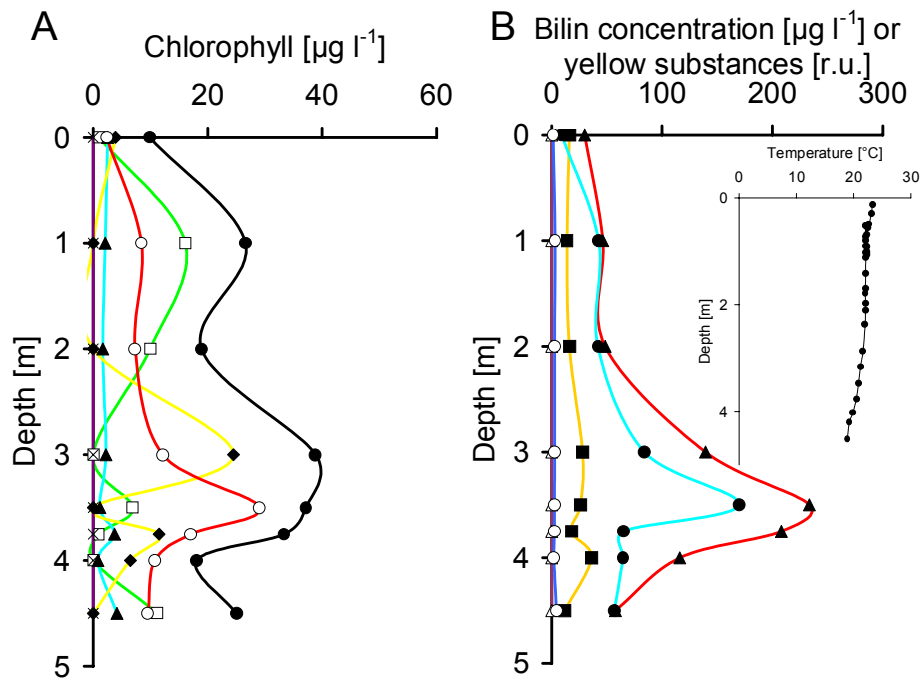 A
Chlorophyll [µg l-1]
0 20 40 60
0
1
2
3
4
5
Depth [m]
B
Bilin concentration [µg l-1] or
yellow substances [r.u.]
0 100 200 300
0
1
2
3
4
5
Depth [m]
Temperature [°C]
0 10 20 30
0
2
4
Depth [m]